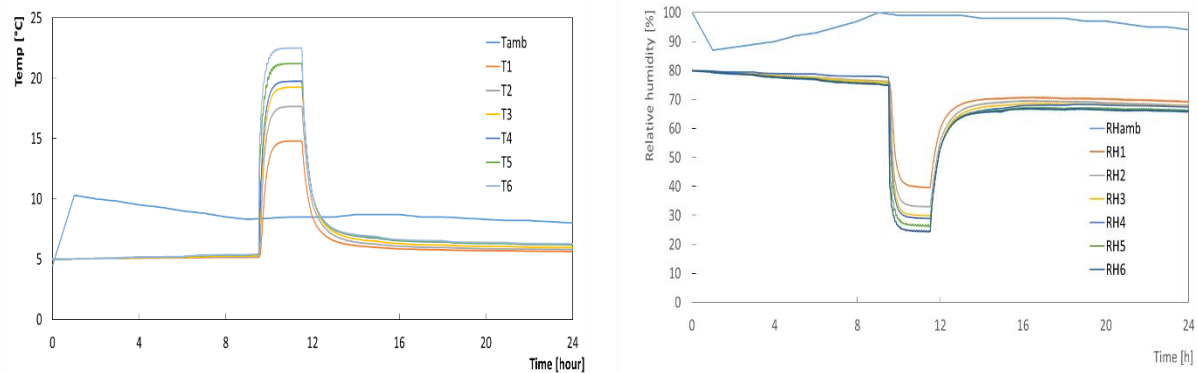 Temp [°C]
25
20
15
10
5
0
0
4
8
12
16
20
24
Time [hour]
Tamb
T1
T2
T3
T4
T5
T6
Relative humidity [%]
100
90
80
70
60
50
40
30
20
10
0
0
4
8
12
16
20
24
Time [h]
RHamb
RH1
RH2
RH3
RH4
RH5
RH6